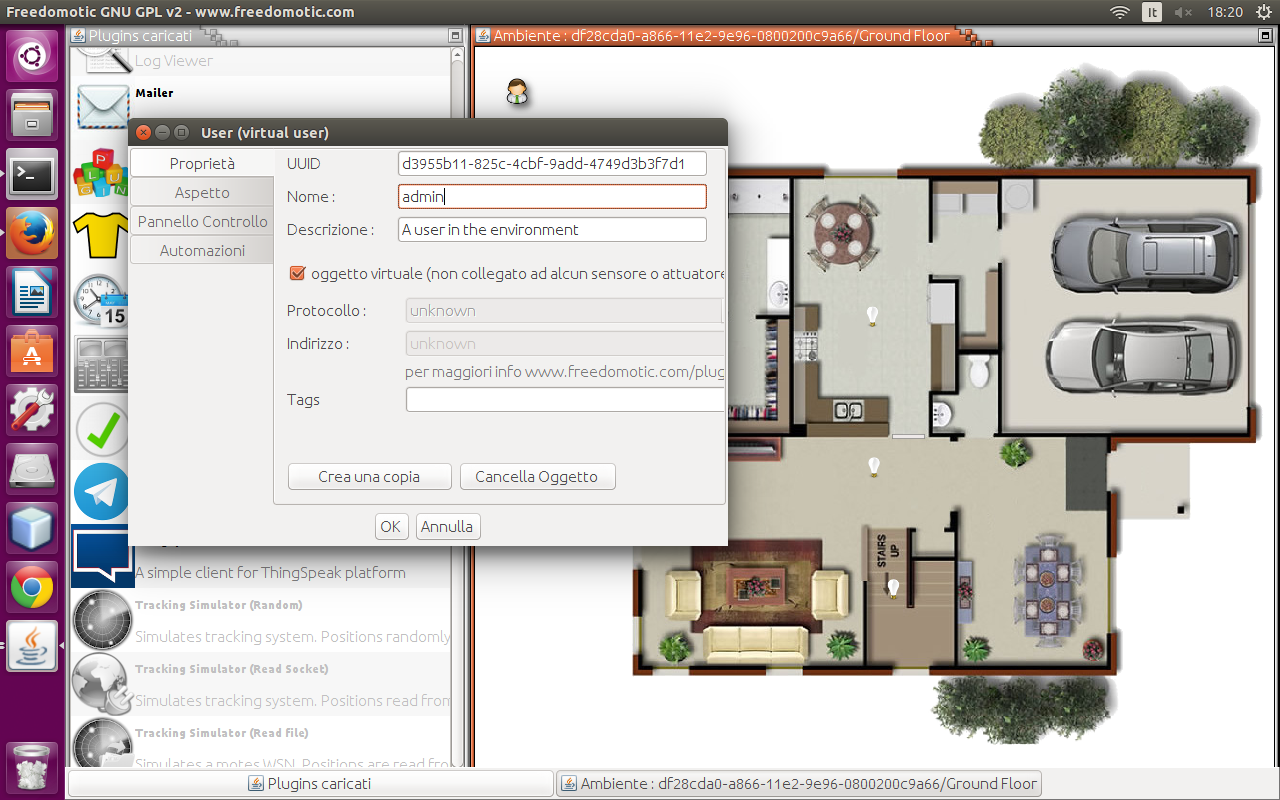 Freedomotic GNU GPL v2 - www.freedomotic.com
It
18:20
Plugins caricati
Ambiente : df28cda0-a866-11e2-9e96-0800200c9a66/Ground Floor
Log Viewer
Mailer
PLUGIN
15
User (virtual user)
Proprietà
Aspetto
Pannello Controllo
Automazioni
UUID
d3955b11-825c-4cbf-9add-4749d3b3f7d1
Nome :
admin
Descrizione :
A user in the environment
oggetto virtuale (non collegato ad alcun sensore o attuatore
Protocollo :
unknown
Indirizzo :
unknown
per maggiori info www.freedomotic.com/plug
Tags
Crea una copia
Cancella Oggetto
OK
Annulla
STAIRS
UP
A simple client for ThingSpeak platform
Tracking Simulator (Random)
Simulates tracking system. Positions randomly
Tracking Simulator (Read Socket)
Simulates tracking system. Positions read from
Tracking Simulator (Read file)
Simulates a motes WSN. Positions are read from
Plugins caricati
Ambiente : df28cda0-a866-11e2-9e96-0800200c9a66/Ground Floor